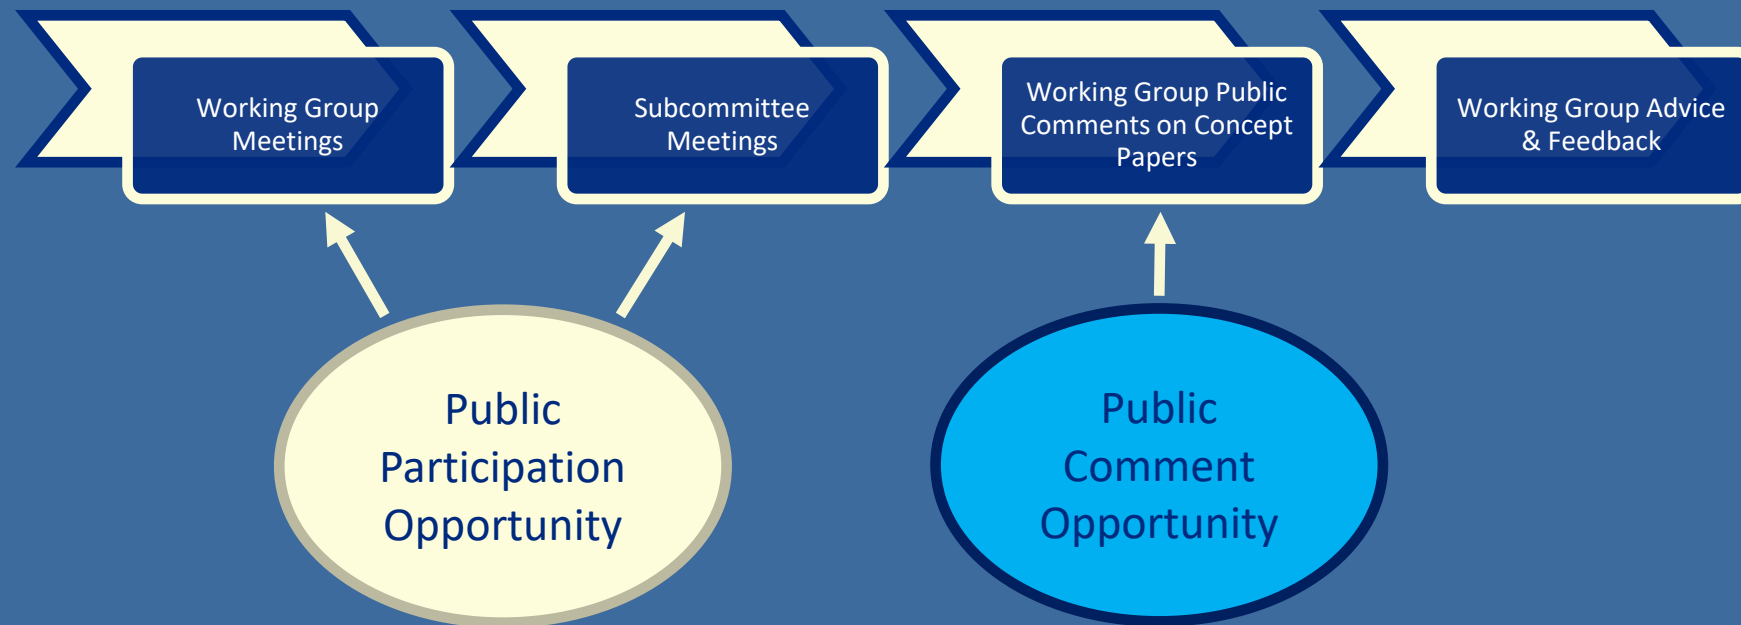 Working Group
Meetings
Subcommittee
Meetings
Working Group Public
Comments on Concept
Papers
Working Group Advice
& Feedback
Public
Participation
Opportunity
Public
Comment
Opportunity